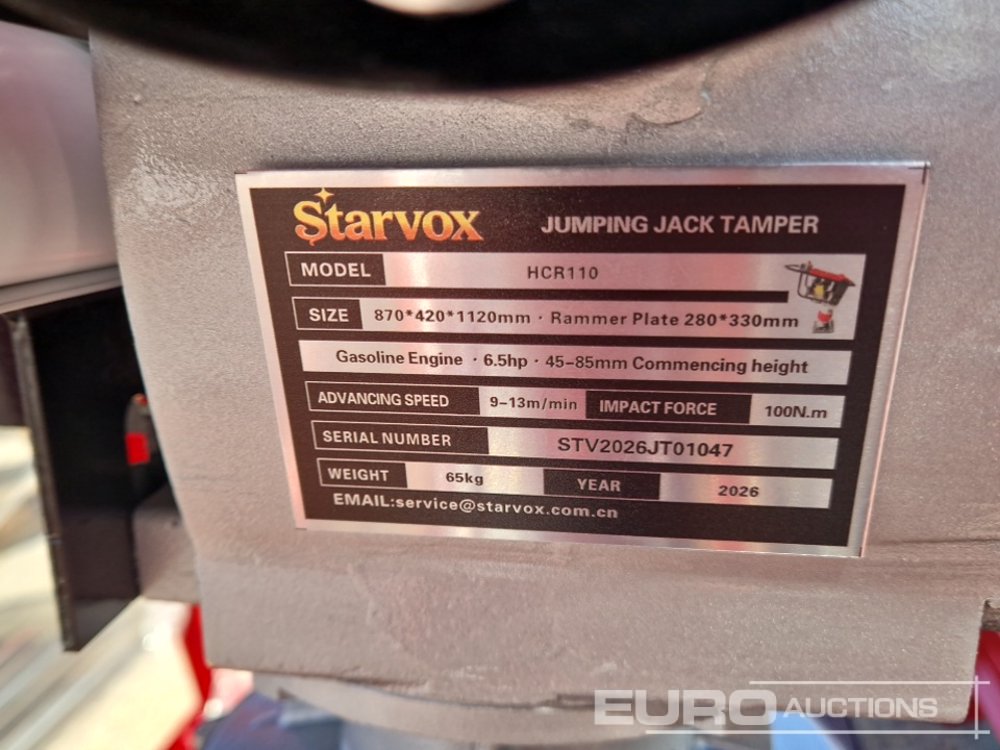 Starvox JUMPING JACK TAMPER
MODEL HCR110
SIZE 870*420*1120mm · Rammer Plate 280*330mm
Gasoline Engine · 6.5hp · 45-85mm Commencing height
ADVANCING SPEED 9-13m/min IMPACT FORCE 100N.m
SERIAL NUMBER STV2026JT01047
WEIGHT 65kg YEAR 2026
EMAIL:service@starvox.com.cn
EURO AUCTIONS